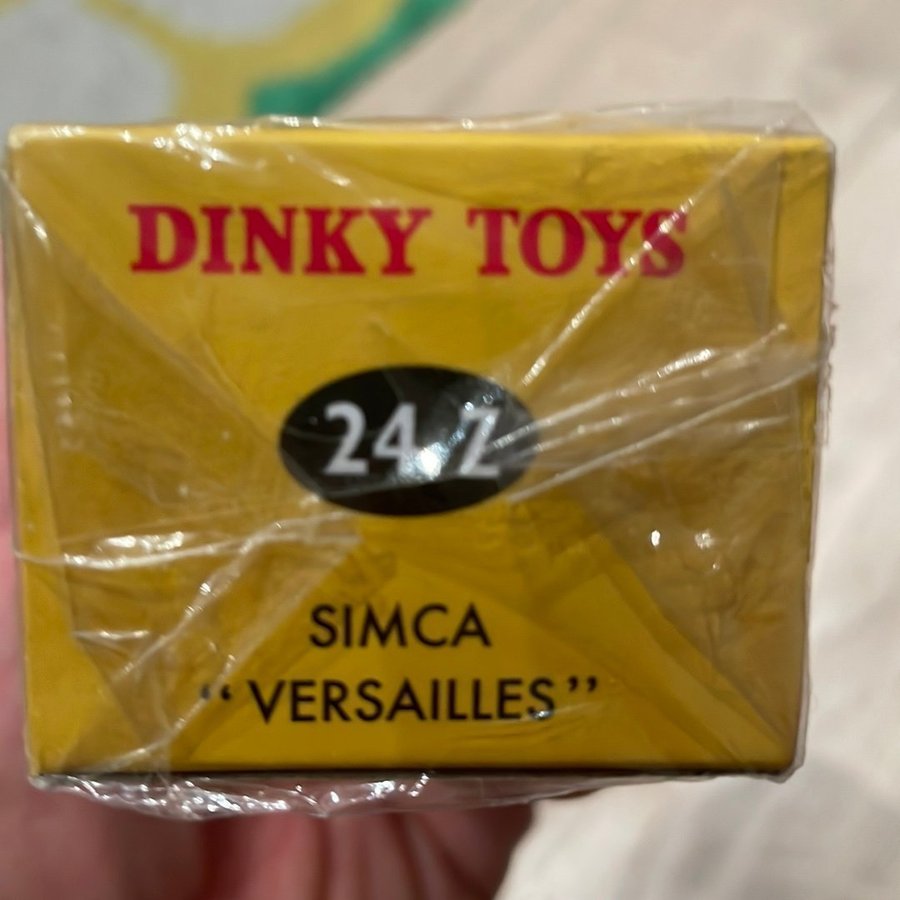 DINKY TOYS
24 Z
SIMCA
“VERSAILLES”